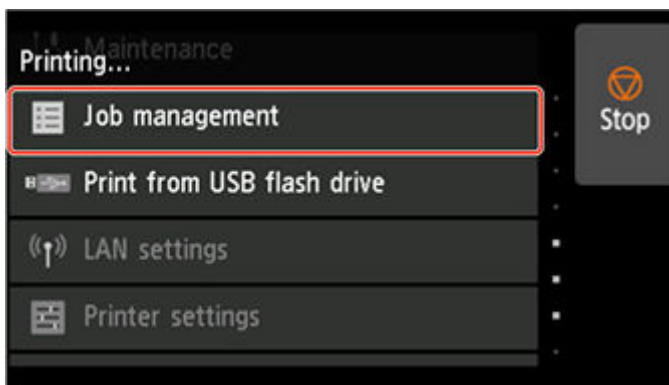 Maintenance
Printing...
Job management
Stop
Print from USB flash drive
LAN settings
Printer settings